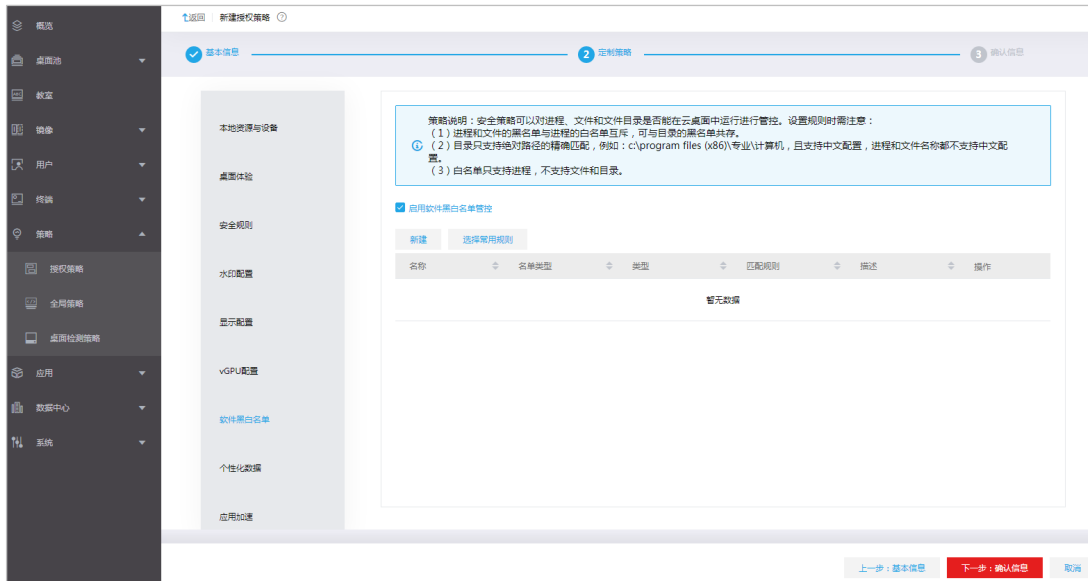 概览
桌面池
教室
镜像
用户
终端
策略
授权策略
全局策略
桌面检测策略
应用
数据中心
系统
返回 新建授权策略
基本信息
2 定制策略
3 确认信息
本地资源与设备
桌面体验
安全规则
水印配置
显示配置
vGPU配置
软件黑白名单
个性化数据
应用加速
策略说明：安全策略可以对进程、文件和文件目录是否能在云桌面中运行进行管控。设置规则时需注意：
（1）进程和文件的黑名单与进程的白名单互斥，可与目录的黑名单共存。
（2）目录只支持绝对路径的精确匹配，例如：c:\program files (x86)\专业\计算机，且支持中文配置，进程和文件名称都不支持中文配
置。
（3）白名单只支持进程，不支持文件和目录。
启用软件黑白名单管控
新建 选择常用规则
名称 名单类型 类型 匹配规则 描述 操作
暂无数据
上一步：基本信息 下一步：确认信息 取消